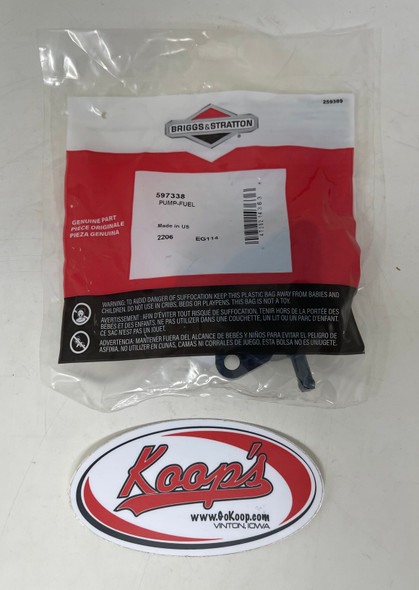 259399
BRIGGS&STRATTON
597338
PUMP-FUEL
Made in US
2206 EG114
GENUINE PART
PIÈCE ORIGINALE
PIEZA GENUINA
WARNING: TO AVOID DANGER OF SUFFOCATION KEEP THIS PLASTIC BAG AWAY FROM BABIES AND
CHILDREN. DO NOT USE IN CRIBS, BEDS OR PLAYPENS. THIS BAG IS NOT A TOY.
AVERTISSEMENT: AFIN D'ÉVITER TOUT RISQUE DE SUFFOCATION, TENIR HORS DE LA PORTÉE DES
BÉBÉS ET DES ENFANTS. NE PAS UTILISER DANS UNE COUCHETTE, UN LIT OU UN PARC D'ENFANT.
CE SAC N'EST PAS UN JOUET.
ADVERTENCIA: MANTENER FUERA DEL ALCANCE DE BEBÉS Y NIÑOS PARA EVITAR EL PELIGRO DE
ASFIXIA. NO UTILIZAR EN CUNAS, CAMAS NI CORRALES DE JUEGO. ESTA BOLSA NO ES UN JUGUETE.
Koop's
www.GoKoop.com
VINTON, IOWA